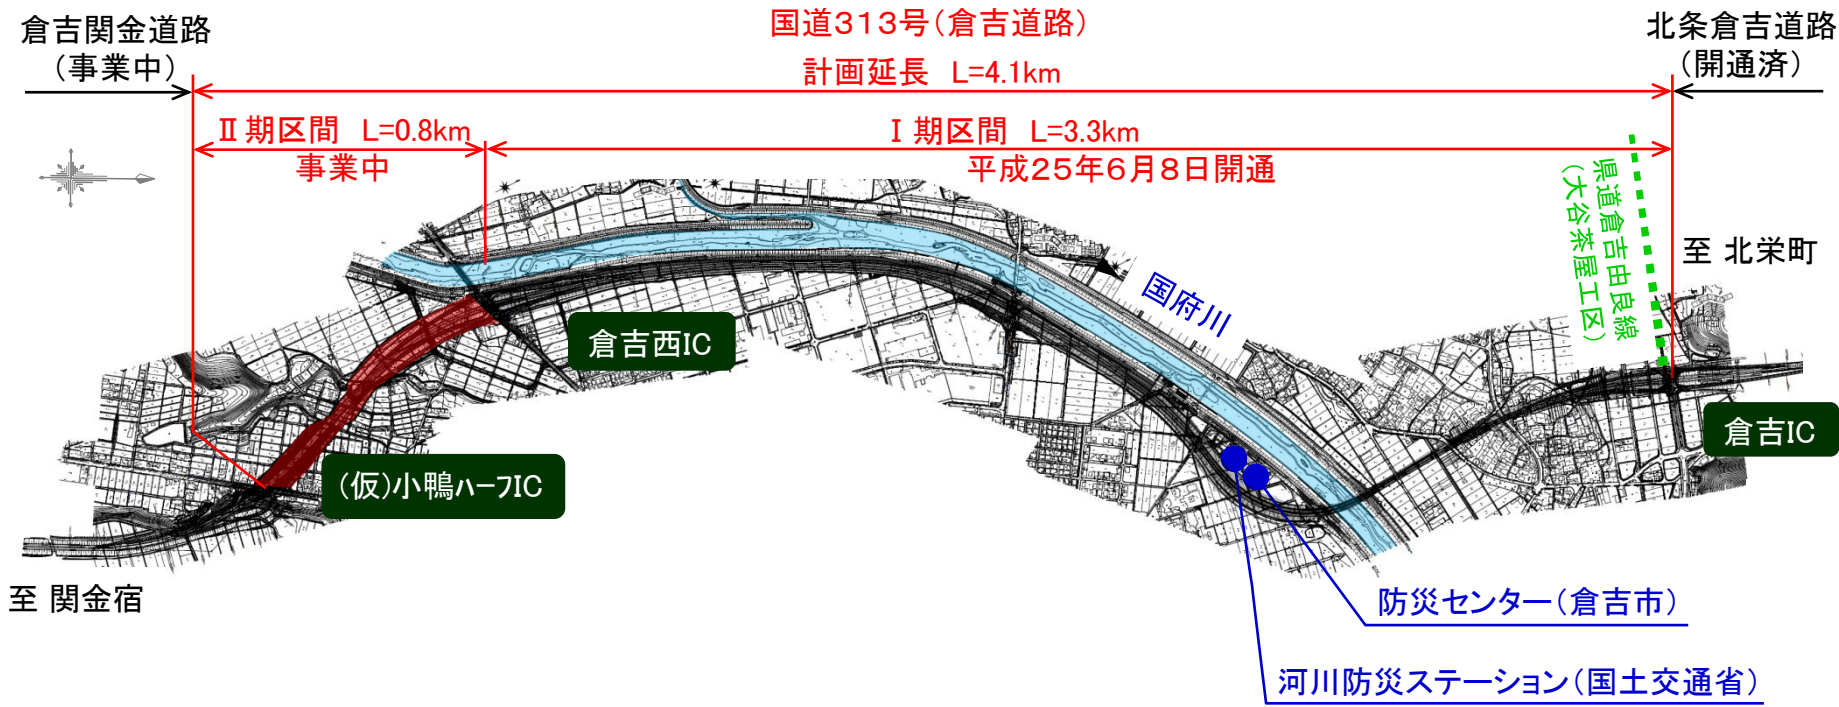 国道313号(倉吉道路)
倉吉関金道路
(事業中)
北条倉吉道路
(開通済)
計画延長 L=4.1km
Ⅱ期区間 L=0.8km
事業中
Ⅰ期区間 L=3.3km
平成25年6月8日開通
県道倉吉由良線
(大谷茶屋工区)
至 北栄町
国府川
倉吉西IC
倉吉IC
(仮)小鴨ハーフIC
至 関金宿
防災センター(倉吉市)
河川防災ステーション(国土交通省)